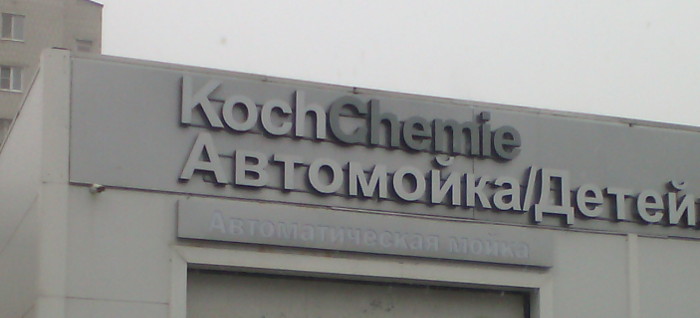 KochChemie
Автомойка/Детей
Автоматическая мойка